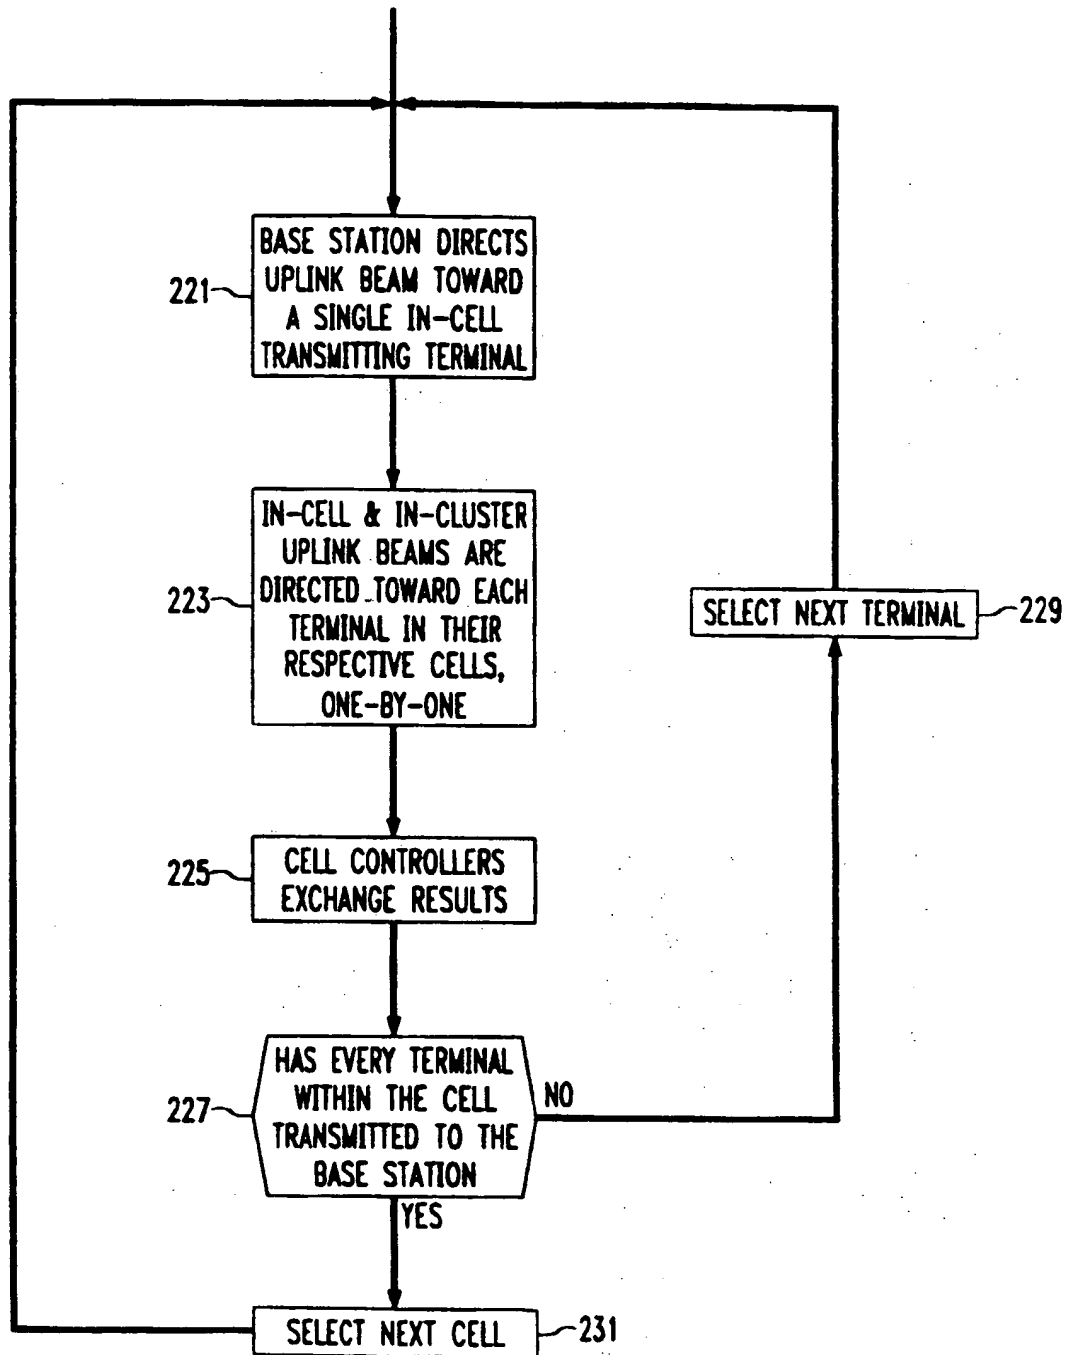 BASE STATION DIRECTS
UPLINK BEAM TOWARD
A SINGLE IN-CELL
TRANSMITTING TERMINAL
221
IN-CELL & IN-CLUSTER
UPLINK BEAMS ARE
DIRECTED TOWARD EACH
TERMINAL IN THEIR
RESPECTIVE CELLS,
ONE-BY-ONE
223
SELECT NEXT TERMINAL
229
CELL CONTROLLERS
EXCHANGE RESULTS
225
HAS EVERY TERMINAL
WITHIN THE CELL
TRANSMITTED TO THE
BASE STATION
227
NO
YES
SELECT NEXT CELL
231